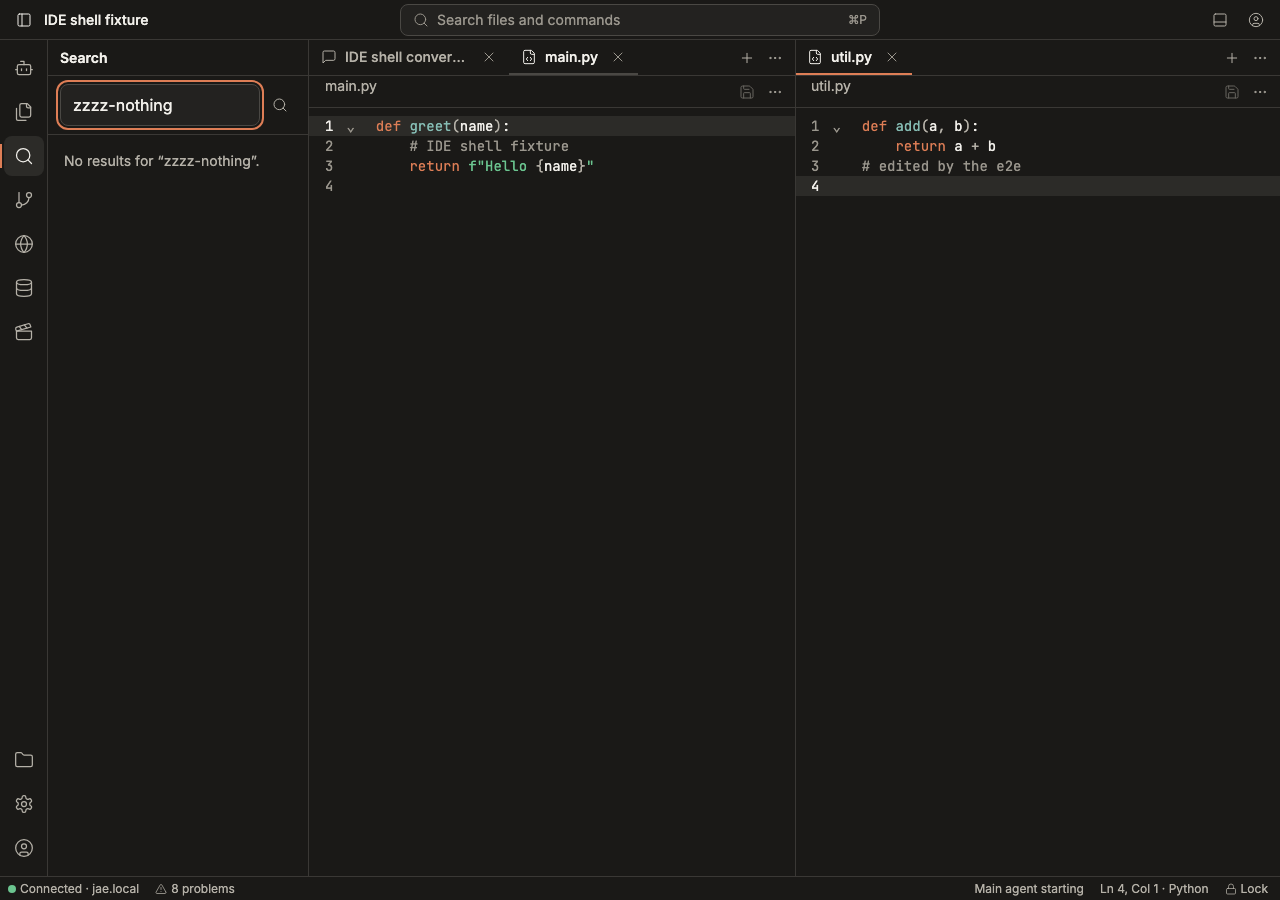 IDE shell fixture
Search files and commands ⌘P
Search
zzzz-nothing
No results for “zzzz-nothing”.
IDE shell conver...
main.py
main.py
1 def greet(name):
2 # IDE shell fixture
3 return f"Hello {name}"
4
util.py
util.py
1 def add(a, b):
2 return a + b
3 # edited by the e2e
4
Connected · jae.local
8 problems
Main agent starting
Ln 4, Col 1 · Python
Lock